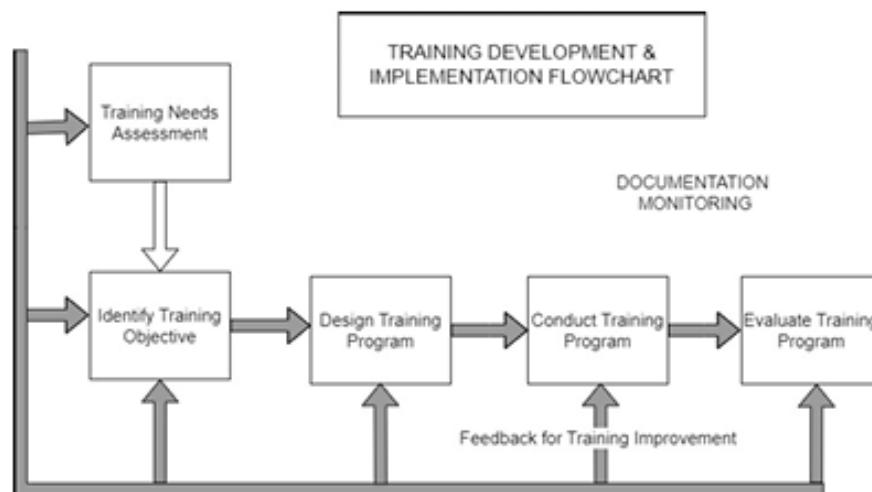 TRAINING DEVELOPMENT &
IMPLEMENTATION FLOWCHART
Training Needs
Assessment
DOCUMENTATION
MONITORING
Identify Training
Objective
Design Training
Program
Conduct Training
Program
Evaluate Training
Program
Feedback for Training Improvement